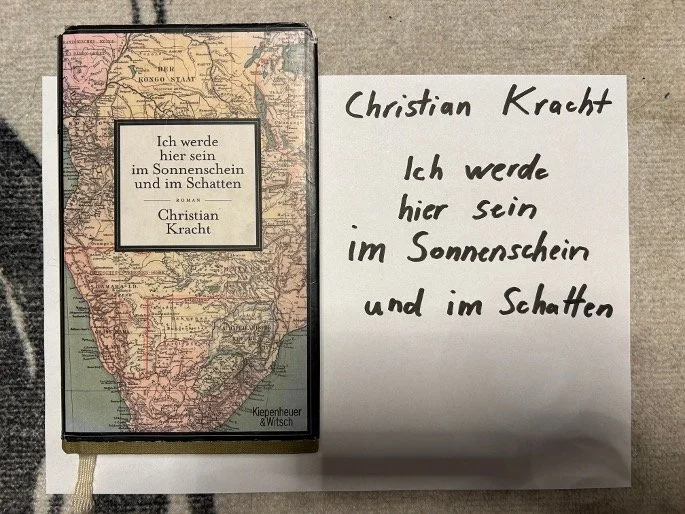 DER
KONGO STAAT
Ich werde
hier sein
im Sonnenschein
und im Schatten
ROMAN
Christian
Kracht
Kiepenheuer
&Witsch
Christian Kracht
Ich werde
hier sein
im Sonnenschein
und im Schatten